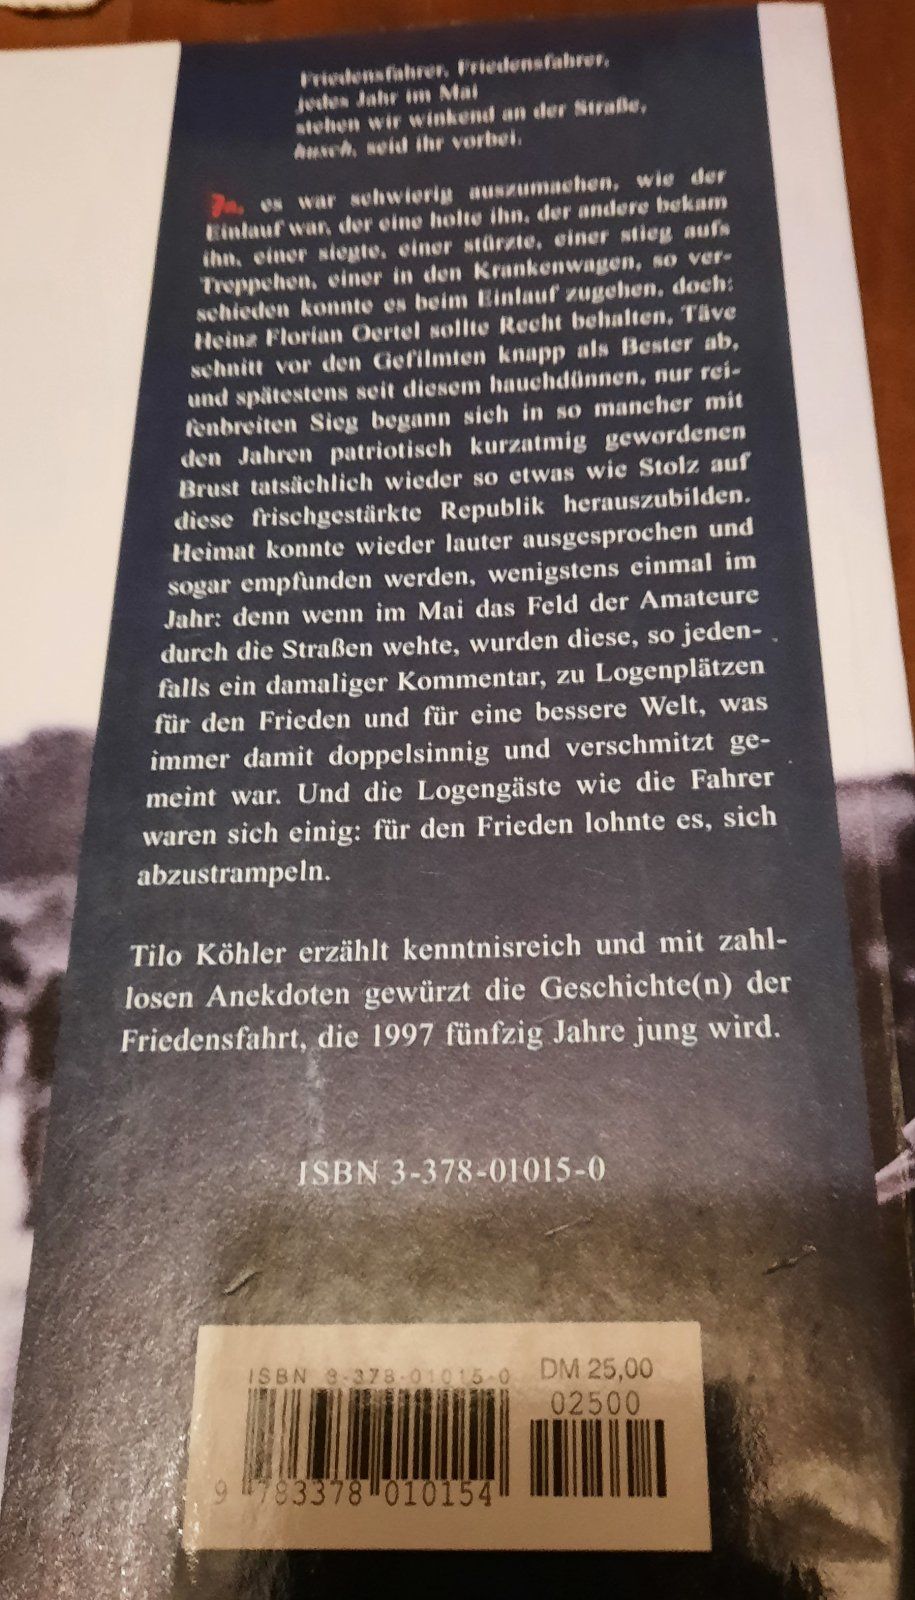 Friedensfahrer, Friedensfahrer,
jedes Jahr im Mai
stehen wir winkend an der Straße,
husch, seid ihr vorbei.
Ja, es war schwierig auszumachen, wie der
Einlauf war, der eine holte ihn, der andere bekam
ihn, einer siegte, einer stürzte, einer stieg aufs
Treppchen, einer in den Krankenwagen, so ver-
schieden konnte es beim Einlauf zugehen, doch:
Heinz Florian Oertel sollte Recht behalten, Täve
schnitt vor den Gefilmten knapp als Bester ab,
und spätestens seit diesem hauchdünnen, nur rei-
fenbreiten Sieg begann sich in so mancher mit
den Jahren patriotisch kurzatmig gewordenen
Brust tatsächlich wieder so etwas wie Stolz auf
diese frischgestärkte Republik herauszubilden.
Heimat konnte wieder lauter ausgesprochen und
sogar empfunden werden, wenigstens einmal im
Jahr: denn wenn im Mai das Feld der Amateure
durch die Straßen wehte, wurden diese, so jeden-
falls ein damaliger Kommentar, zu Logenplätzen
für den Frieden und für eine bessere Welt, was
immer damit doppelsinnig und verschmitzt ge-
meint war. Und die Logengäste wie die Fahrer
waren sich einig: für den Frieden lohnte es, sich
abzustrampeln.
Tilo Köhler erzählt kenntnisreich und mit zahl-
losen Anekdoten gewürzt die Geschichte(n) der
Friedensfahrt, die 1997 fünfzig Jahre jung wird.
ISBN 3-378-01015-0
ISBN 3-378-01015-0 DM 25,00
02500
9 783378 010154